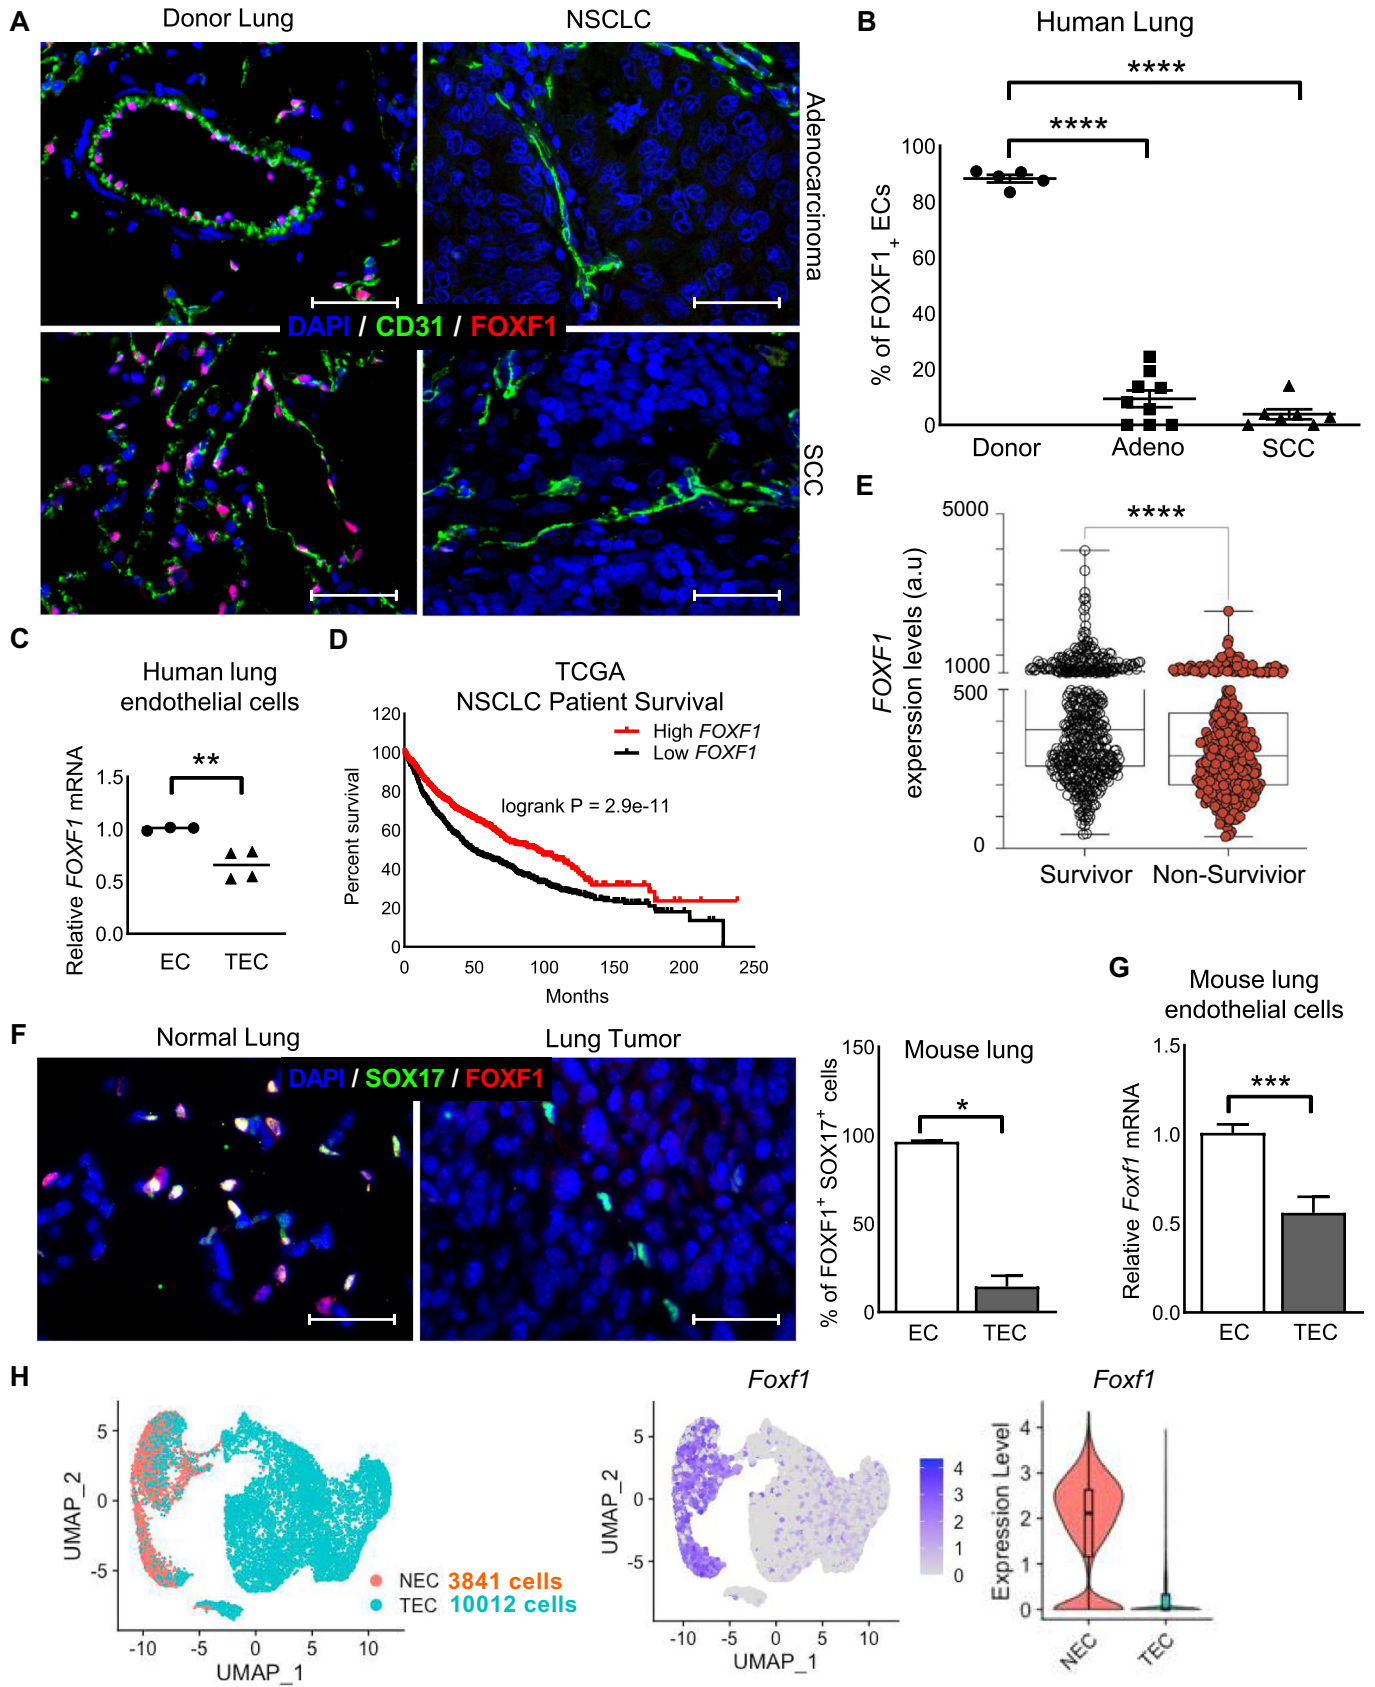 A
Donor Lung
NSCLC
Adenocarcinoma
DAPI / CD31 / FOXF1
SCC
B
Human Lung
****
****
% of FOXF1+ ECs
100
80
60
40
20
0
Donor
Adeno
SCC
C
Human lung
endothelial cells
**
Relative FOXF1 mRNA
1.5
1.0
0.5
0.0
EC
TEC
D
TCGA
NSCLC Patient Survival
High FOXF1
Low FOXF1
logrank P = 2.9e-11
Percent survival
120
100
80
60
40
20
0
0
50
100
150
200
250
Months
E
****
FOXF1
experssion levels (a.u)
5000
1000
500
0
Survivor
Non-Survivior
F
Normal Lung
Lung Tumor
DAPI / SOX17 / FOXF1
Mouse lung
*
% of FOXF1+ SOX17+ cells
150
100
50
0
EC
TEC
G
Mouse lung
endothelial cells
***
Relative Foxf1 mRNA
1.5
1.0
0.5
0.0
EC
TEC
H
UMAP_2
5
0
-5
NEC 3841 cells
TEC 10012 cells
-10
-5
0
5
10
UMAP_1
Foxf1
UMAP_2
5
0
-5
4
3
2
1
0
-10
-5
0
5
10
UMAP_1
Foxf1
Expression Level
4
3
2
1
0
NEC
TEC